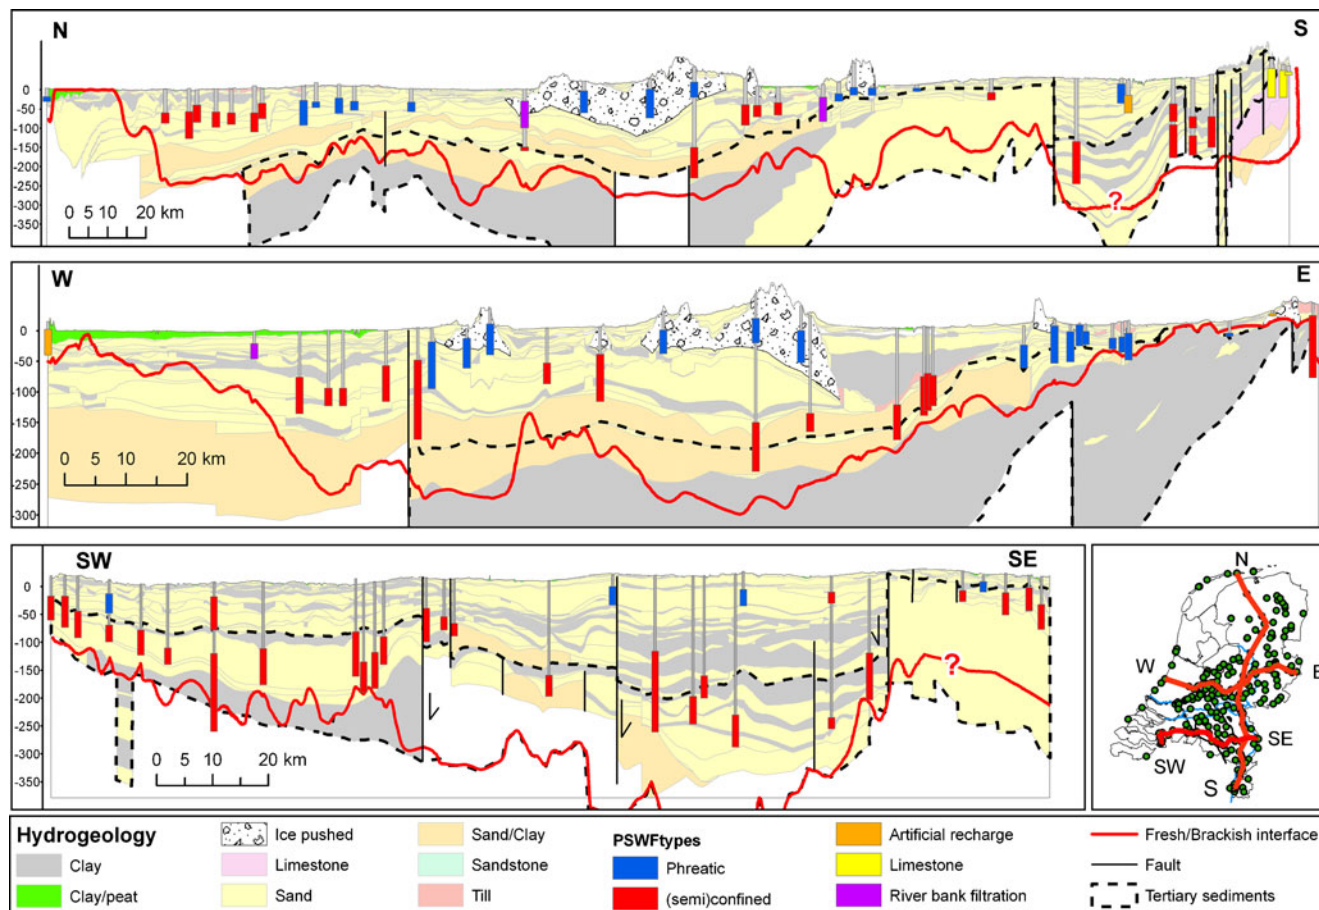 N S
0
-50
-100
-150
-200
-250
-300
-350
?
0 5 10 20 km
W E
0
-50
-100
-150
-200
-250
300
0 5 10 20 km
SW SE
0
-50
-100
-150
-200
-250
-300
-350
?
0 5 10 20 km
N
W E
SE
SW
S
Hydrogeology
Clay
Clay/peat
Ice pushed
Limestone
Sand
Sand/Clay
Sandstone
Till
PSWFtypes
Phreatic
(semi)confined
Artificial recharge
Limestone
River bank filtration
Fresh/Brackish interface
Fault
Tertiary sediments